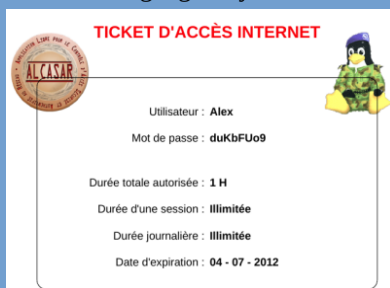 TICKET D'ACCÈS INTERNET
ALCASAR
Utilisateur : Alex
Mot de passe : duKbFUo9
Durée totale autorisée : 1 H
Durée d'une session : Illimitée
Durée journalière : Illimitée
Date d'expiration : 04 - 07 - 2012